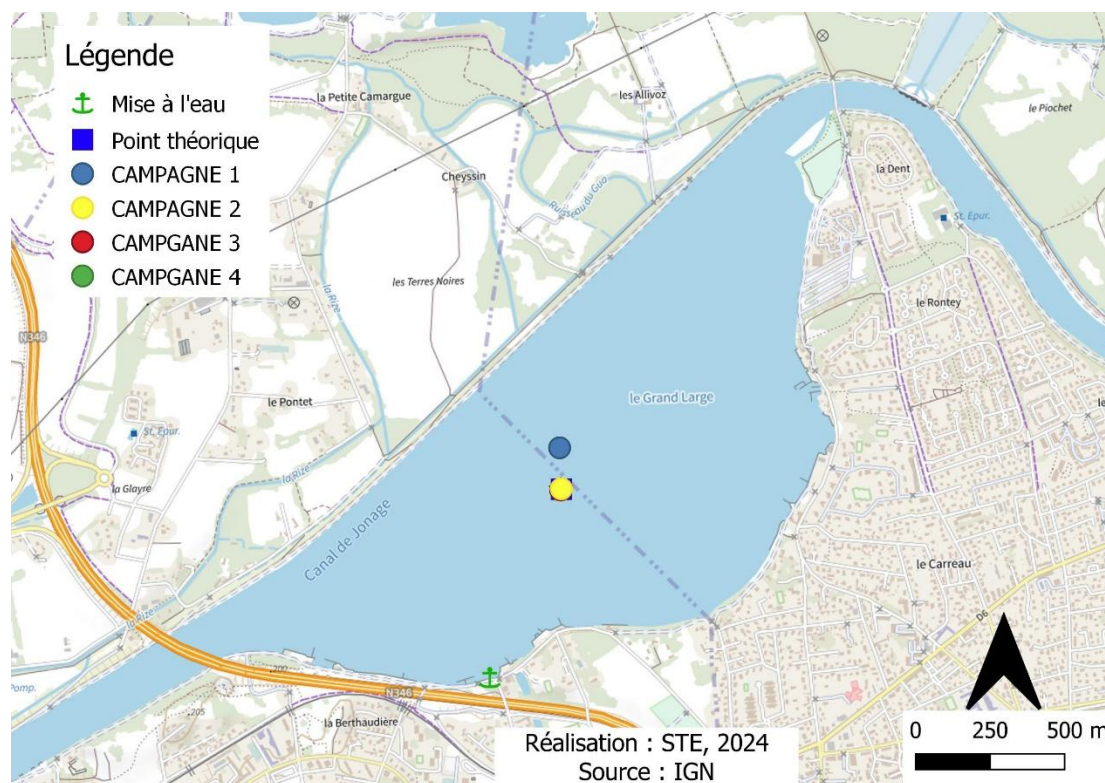 Légende
Mise à l'eau
Point théorique
CAMPAGNE 1
CAMPAGNE 2
CAMPGANE 3
CAMPGANE 4
la Petite Camargue
les Allivoz
le Piochet
Cheyssin
Ruisseau du Gua
la Dent
St. Epur.
les Terres Noires
la Rize
le Rontey
N346
le Pontet
le Grand Large
St. Epur.
la Rize
la Glayre
Canal de Jonage
le Carreau
la Rize
D6
200
N346
Pomp.
205
la Berthaudière
0 250 500 m
Réalisation : STE, 2024
Source : IGN